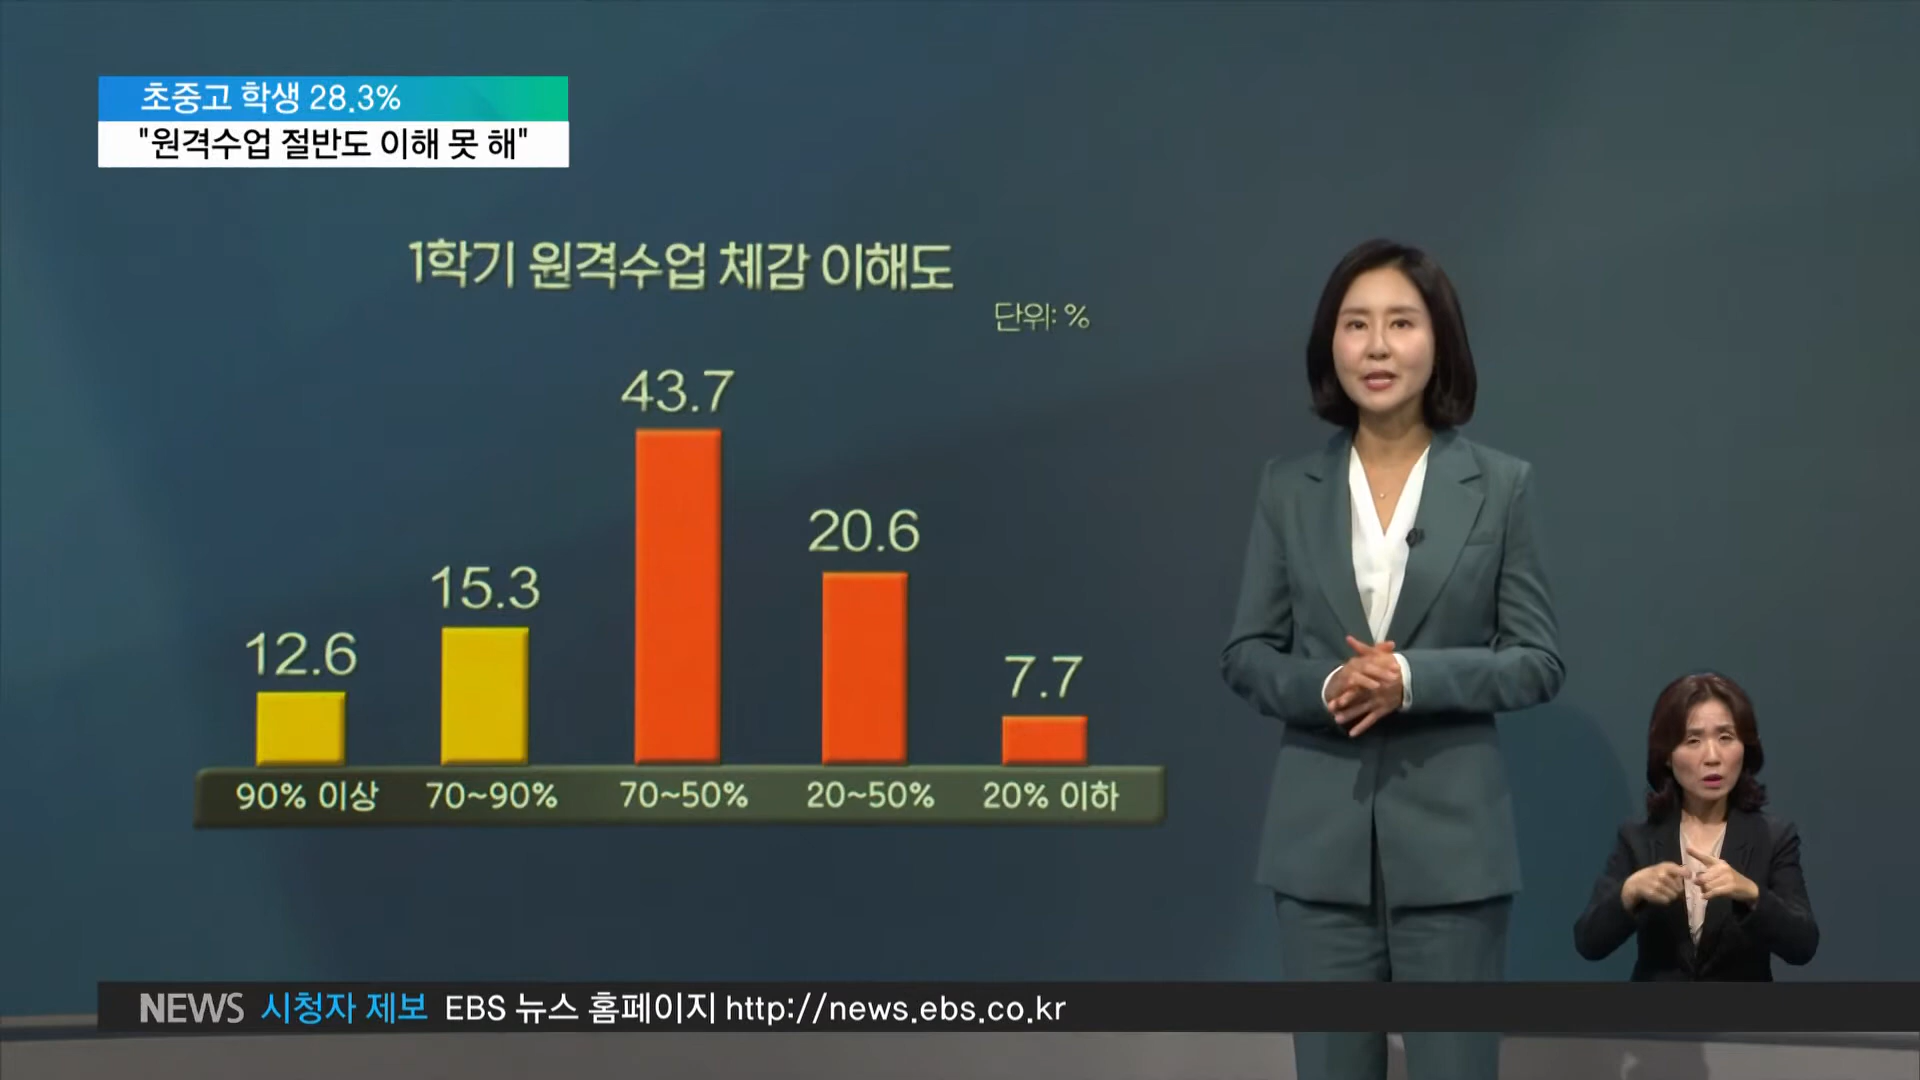 초중고 학생 28.3%
"원격수업 절반도 이해 못 해"
1학기 원격수업 체감 이해도
단위: %
12.6
15.3
43.7
20.6
7.7
90% 이상
70~90%
70~50%
20~50%
20% 이하
NEWS 시청자 제보 EBS 뉴스 홈페이지 http://news.ebs.co.kr